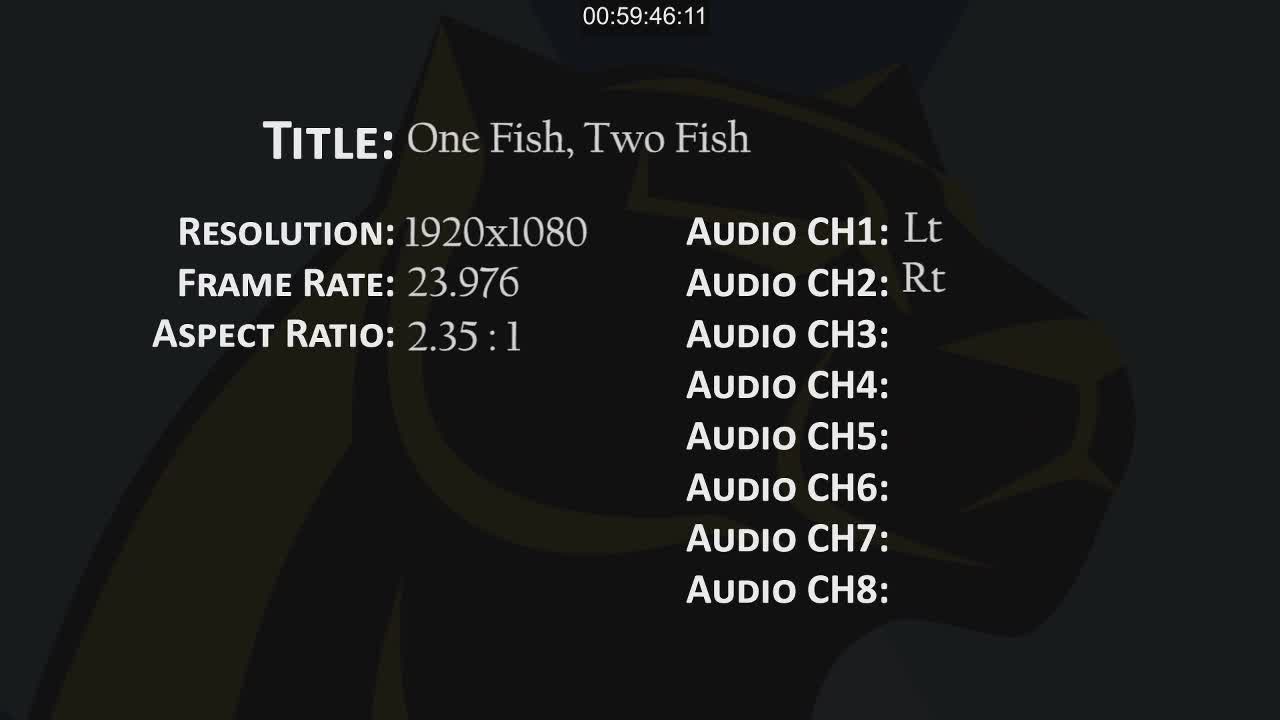 00:59:46:11
Title: One Fish, Two Fish
Resolution: 1920x1080
Frame Rate: 23.976
Aspect Ratio: 2.35 : 1
Audio CH1: Lt
Audio CH2: Rt
Audio CH3:
Audio CH4:
Audio CH5:
Audio CH6:
Audio CH7:
Audio CH8: